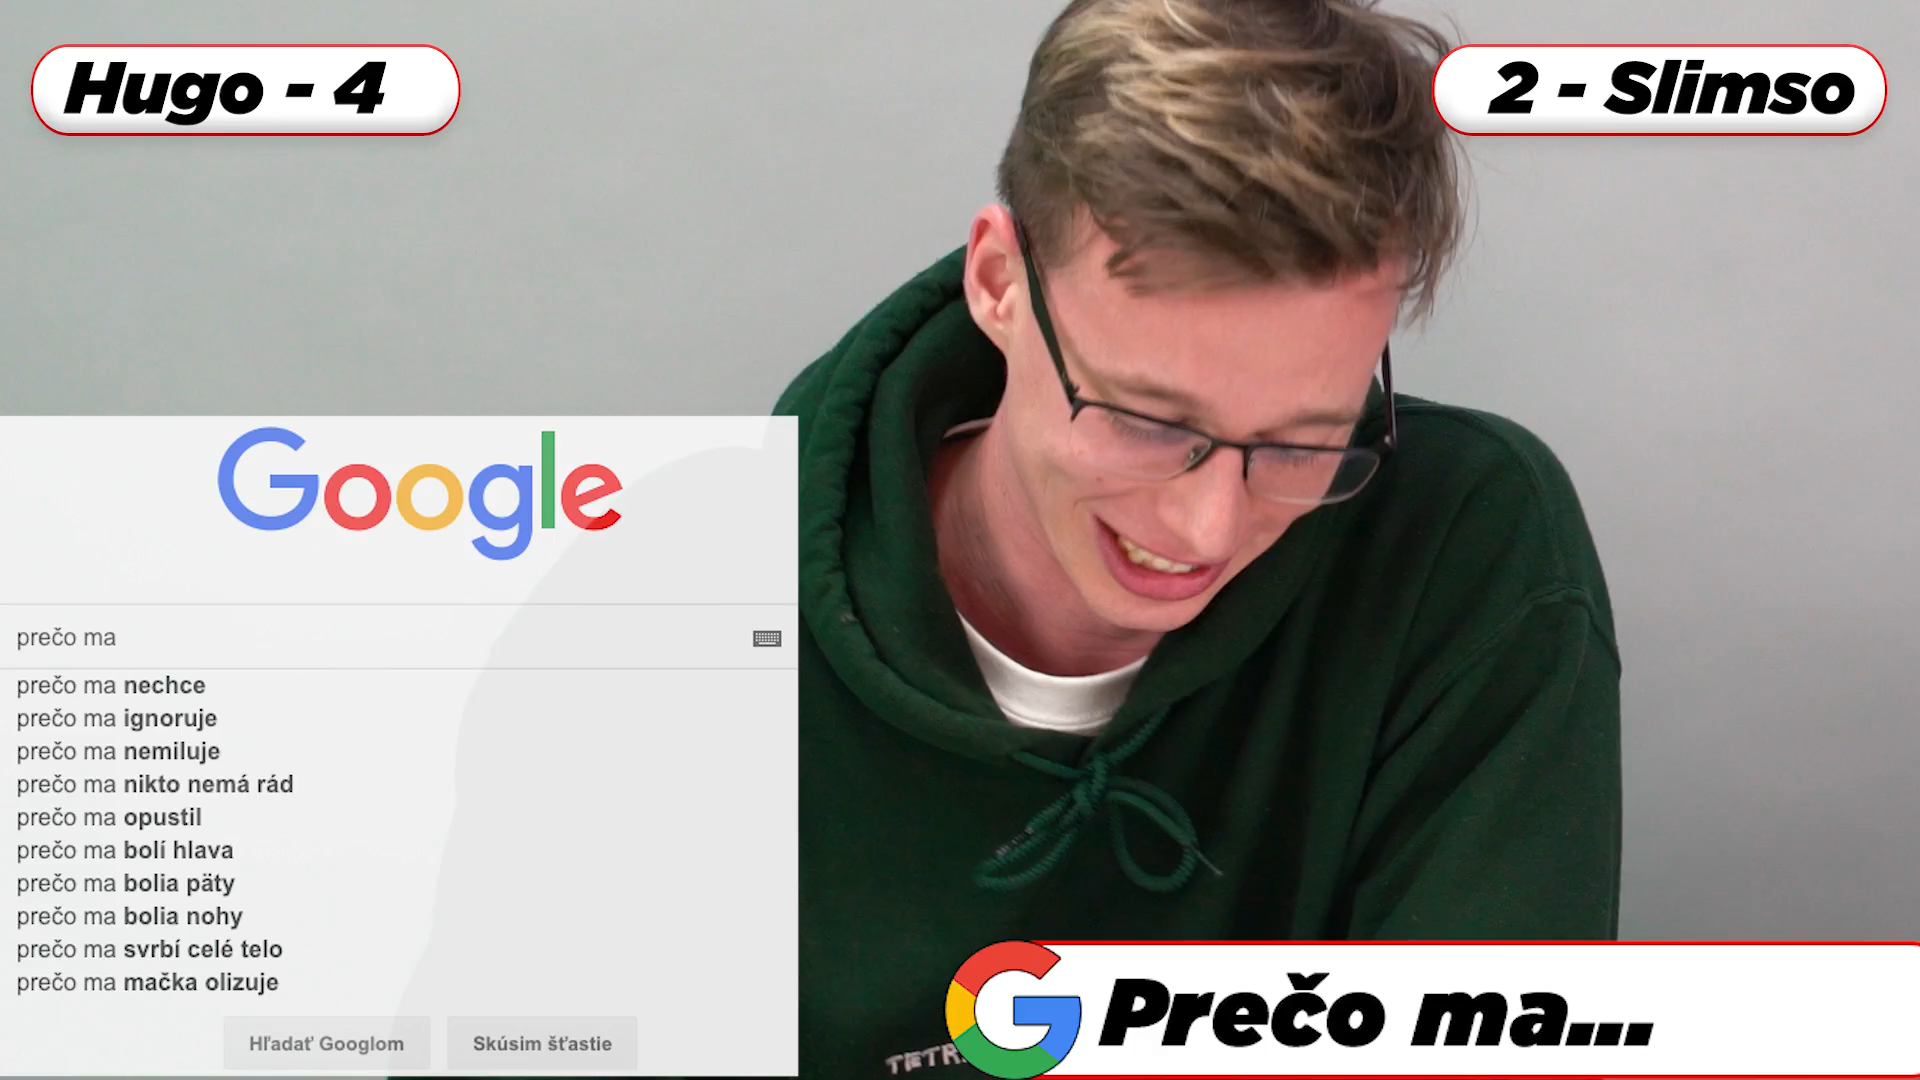 Hugo - 4
2 - Slimso
Google
prečo ma
prečo ma nechce
prečo ma ignoruje
prečo ma nemiluje
prečo ma nikto nemá rád
prečo ma opustil
prečo ma bolí hlava
prečo ma bolia päty
prečo ma bolia nohy
prečo ma svrbí celé telo
prečo ma mačka olizuje
Hľadať Googlom
Skúsim šťastie
G Prečo ma...